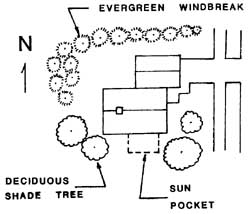 EVERGREEN WINDBREAK
N
DECIDUOUS
SHADE TREE
SUN
POCKET